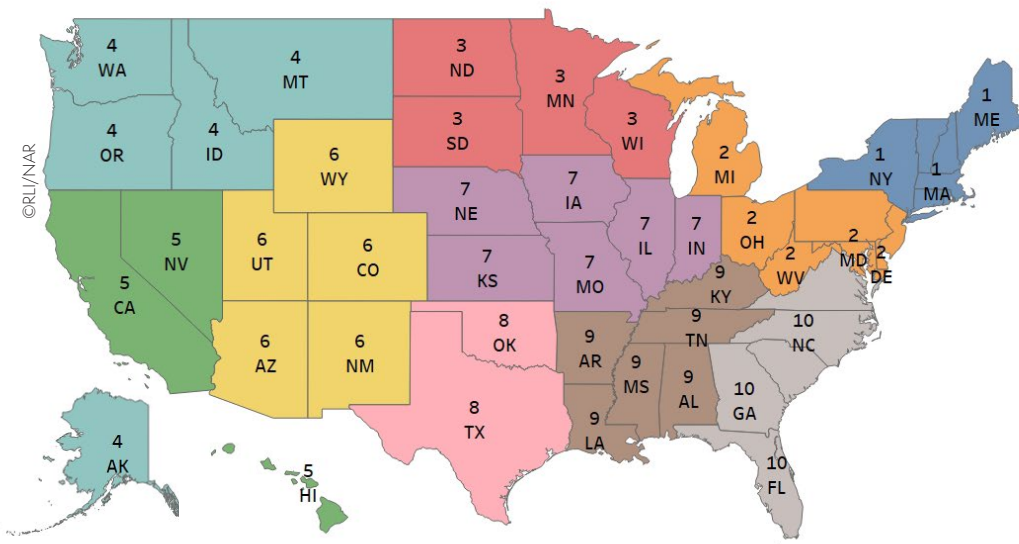 4
WA
4
MT
3
ND
3
MN
1
ME
4
OR
4
ID
3
SD
3
WI
6
WY
2
MI
1
NY
1
MA
©RLI/NAR
7
NE
7
IA
5
NV
6
UT
6
CO
7
IL
7
IN
2
OH
2
MD
2
DE
2
WV
5
CA
7
KS
7
MO
9
KY
6
AZ
6
NM
8
OK
9
AR
9
TN
10
NC
9
MS
9
AL
10
GA
8
TX
9
LA
4
AK
5
HI
10
FL